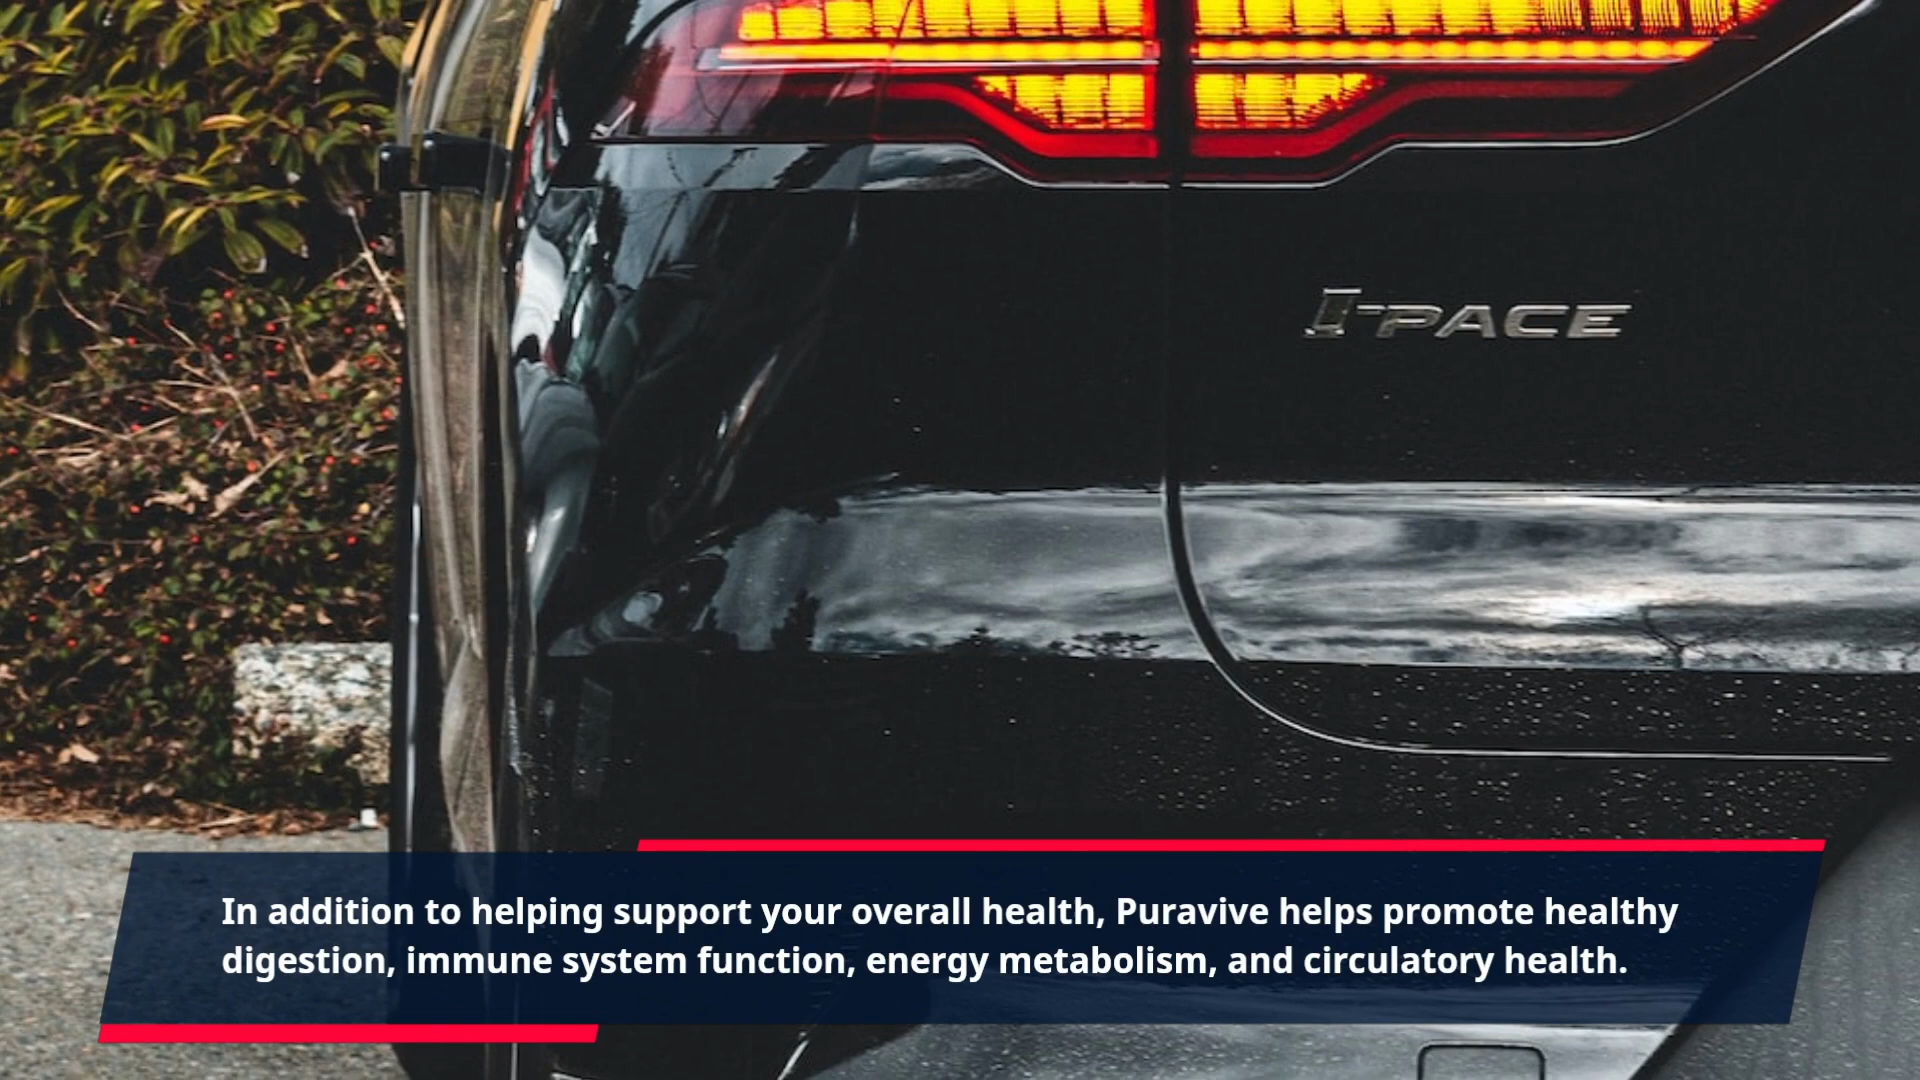 I-PACE
In addition to helping support your overall health, Puravive helps promote healthy
digestion, immune system function, energy metabolism, and circulatory health.